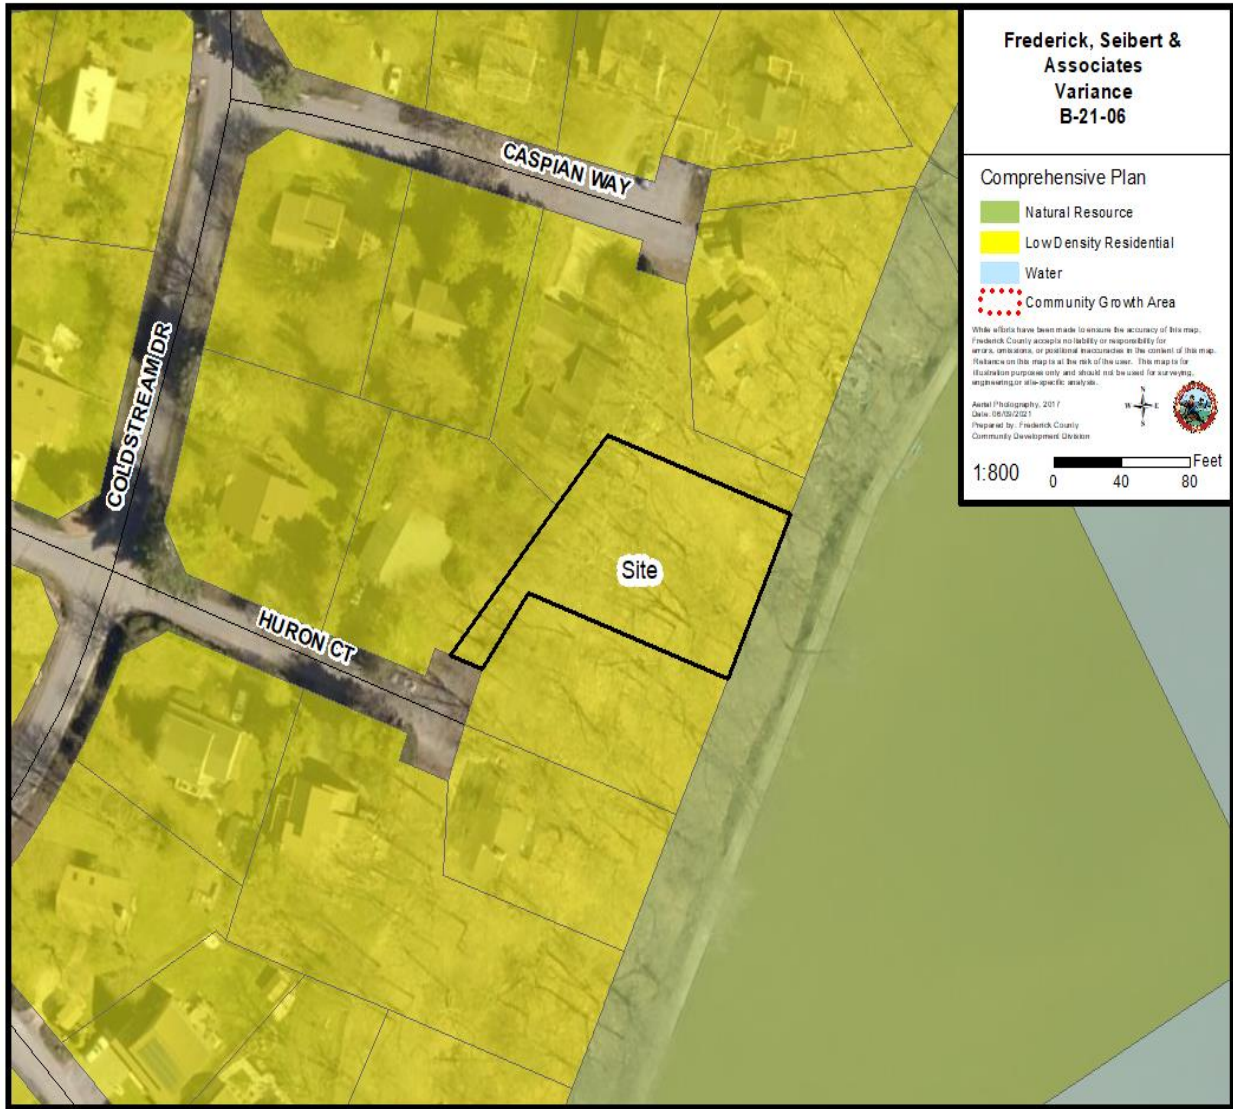 Frederick, Seibert &
Associates
Variance
B-21-06
Comprehensive Plan
Natural Resource
Low Density Residential
Water
Community Growth Area
While efforts have been made to ensure the accuracy of this map,
Frederick County accepts no liability or responsibility for
errors, omissions, or positional inaccuracies in the content of this map.
Reliance on this map is at the risk of the user. This map is for
illustration purposes only and should not be used for surveying,
engineering, or site-specific analysis.
Aerial Photography, 2017
Date: 06/09/2021
Prepared by: Frederick County
Community Development Division
N
W E
S
1:800
Feet
0 40 80
CASPIAN WAY
COLDSTREAM DR
Site
HURON CT